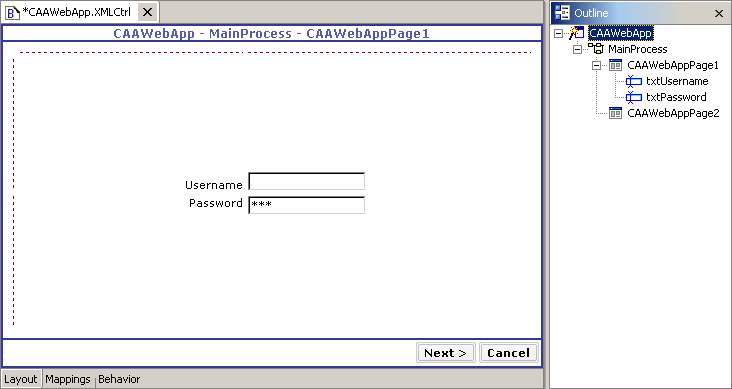 *CAAWebApp.XMLCtrl
CAAWebApp - MainProcess - CAAWebAppPage1
Username
Password ***
Next > Cancel
Layout Mappings Behavior
Outline
CAAWebApp
MainProcess
CAAWebAppPage1
txtUsername
txtPassword
CAAWebAppPage2